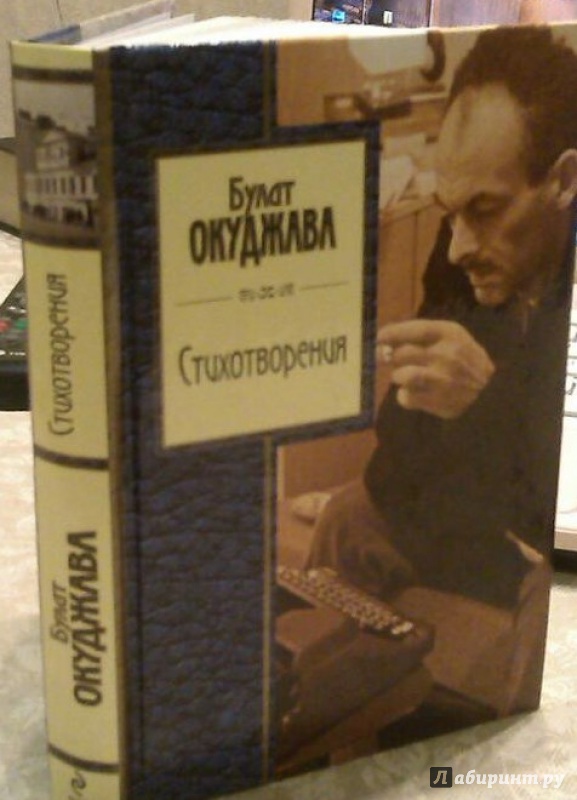 Булат
ОКУДЖАВА
Стихотворения
Стихотворения
Булат
ОКУДЖАВА
Лабиринт.ру